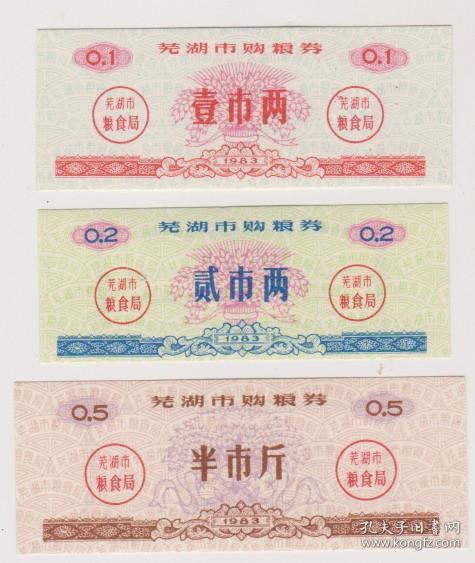 芜湖市购粮券
0.1 0.1
芜湖市 芜湖市
粮食局 壹市两 粮食局
1983
芜湖市购粮券
0.2 0.2
芜湖市 芜湖市
粮食局 贰市两 粮食局
1983
芜湖市购粮券
0.5 0.5
芜湖市 芜湖市
粮食局 半市斤 粮食局
1983
孔夫子旧书网
www.kongfz.com